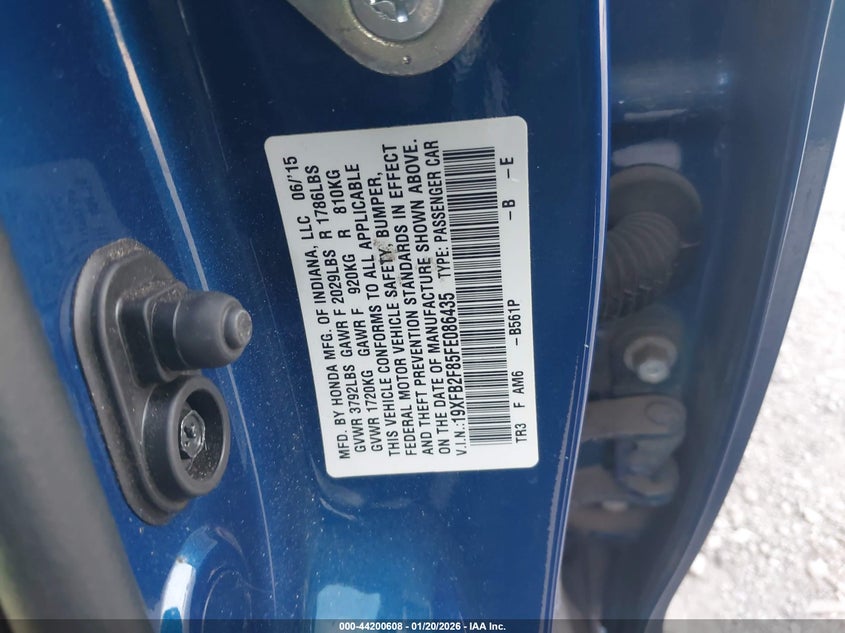 MFD. BY HONDA MFG. OF INDIANA, LLC 06/'15
GVWR 3792LBS GAWR F 2029LBS R 1786LBS
GVWR 1720KG GAWR F 920KG R 810KG
THIS VEHICLE CONFORMS TO ALL APPLICABLE
FEDERAL MOTOR VEHICLE SAFETY, BUMPER,
AND THEFT PREVENTION STANDARDS IN EFFECT
ON THE DATE OF MANUFACTURE SHOWN ABOVE.
V.I.N.: 19XFB2F85FE086435 TYPE: PASSENGER CAR
TR3 F AM6 -B561P -B -E
000-44200608 - 01/20/2026 - IAA Inc.